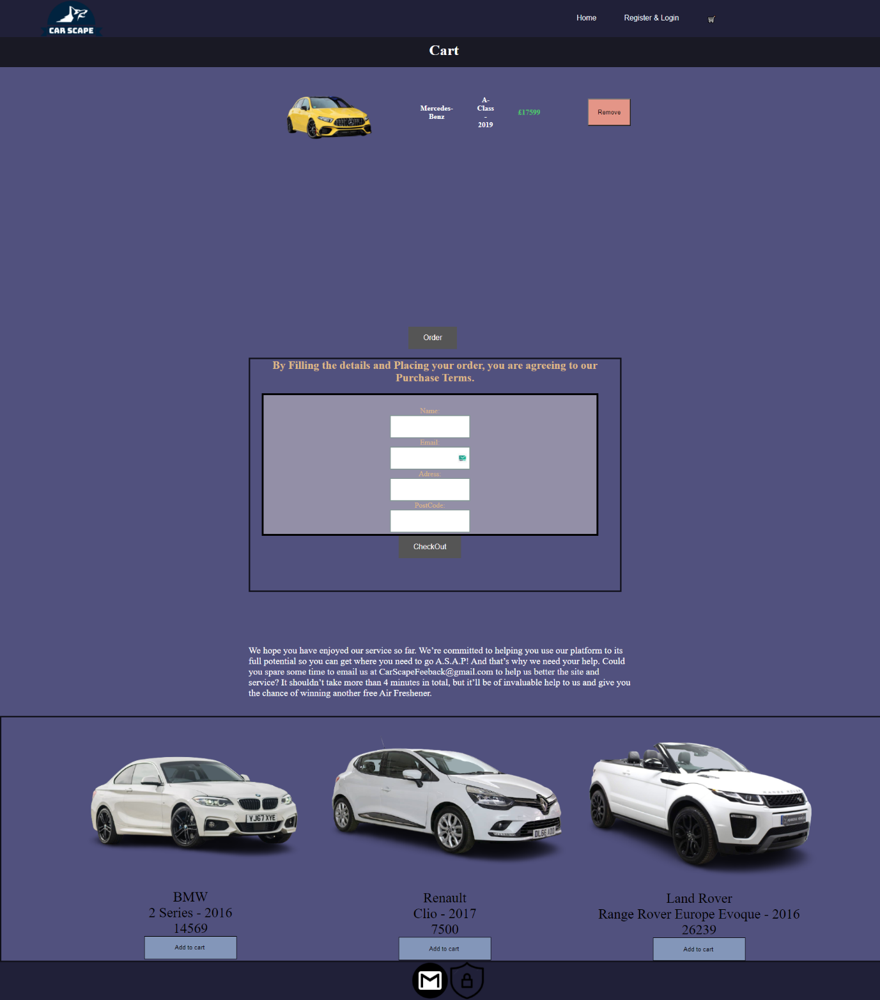 CAR SCAPE
Home
Register & Login
Cart
Mercedes-
Benz
A-
Class
-
2019
£17599
Remove
Order
By Filling the details and Placing your order, you are agreeing to our
Purchase Terms.
Name:
Email:
Adress:
PostCode:
CheckOut
We hope you have enjoyed our service so far. We’re committed to helping you use our platform to its
full potential so you can get where you need to go A.S.A.P! And that’s why we need your help. Could
you spare some time to email us at CarScapeFeeback@gmail.com to help us better the site and
service? It shouldn’t take more than 4 minutes in total, but it’ll be of invaluable help to us and give you
the chance of winning another free Air Freshener.
YJ67 XYE
DL66 AOO
RANGE ROVER
BMW
2 Series - 2016
14569
Add to cart
Renault
Clio - 2017
7500
Add to cart
Land Rover
Range Rover Europe Evoque - 2016
26239
Add to cart